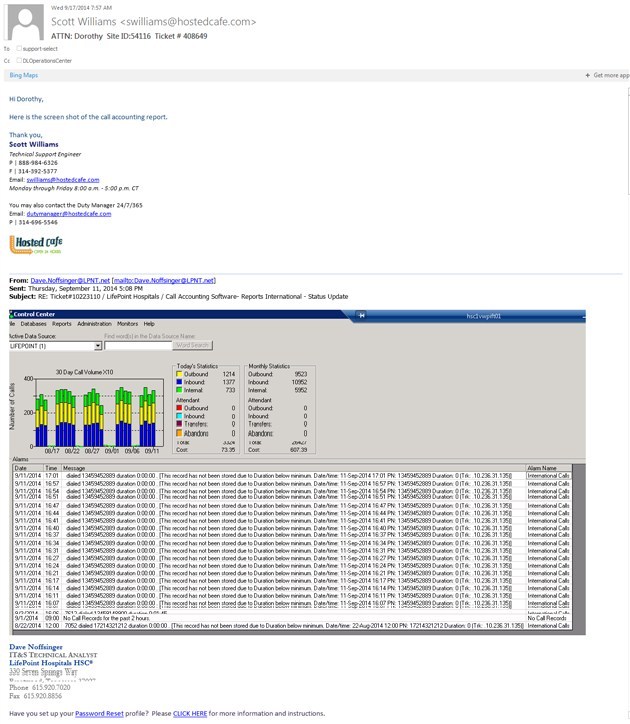 Wed 9/17/2014 7:57 AM
Scott Williams <swilliams@hostedcafe.com>
ATTN: Dorothy Site ID:54116 Ticket # 408649
To support-select
Cc DLOperationsCenter
Bing Maps
+ Get more app
Hi Dorothy,
Here is the screen shot of the call accounting report.
Thank you,
Scott Williams
Technical Support Engineer
P | 888-984-6326
F | 314-392-5377
Email: swilliams@hostedcafe.com
Monday through Friday 8:00 a.m. - 5:00 p.m. CT
You may also contact the Duty Manager 24/7/365
Email: dutymanager@hostedcafe.com
P | 314-696-5546
Hosted Cafe
From: Dave.Noffsinger@LPNT.net [mailto:Dave.Noffsinger@LPNT.net]
Sent: Thursday, September 11, 2014 5:08 PM
Subject: RE: Ticket#10223110 / LifePoint Hospitals / Call Accounting Software- Reports International - Status Update
Control Center
hsc1vwpift01
ile Databases Reports Administration Monitors Help
Active Data Source:
Find word(s) in the Data Source Name:
LIFEPOINT (1)
Word Search
30 Day Call Volume X10
Number of Calls
400
200
0
08/17 08/22 08/27 09/01 09/06 09/11
Today's Statistics
Outbound 1214
Inbound: 1377
Internal: 733
Attendant
Outbound: 0
Inbound: 0
Transfers: 0
Abandons 0
Total: 3324
Cost: 73.35
Monthly Statistics
Outbound: 9523
Inbound: 10952
Internal: 5952
Attendant
Outbound: 0
Inbound: 0
Transfers: 0
Abandons: 0
Total: 26427
Cost: 607.39
Alarms
Date Time Message Alarm Name
9/11/2014 17:01 dialed 13459452889 duration 0:00:00. [This record has not been stored due to Duration below minimum. Date/time: 11-Sep-2014 17:01 PN: 13459452889 Duration: 0 (Trk: 10.236.31.135)] International Calls
9/11/2014 16:57 dialed 13459452889 duration 0:00:00. [This record has not been stored due to Duration below minimum. Date/time: 11-Sep-2014 16:57 PN: 13459452889 Duration: 0 (Trk: 10.236.31.135)] International Calls
9/11/2014 16:54 dialed 13459452889 duration 0:00:00. [This record has not been stored due to Duration below minimum. Date/time: 11-Sep-2014 16:54 PN: 13459452889 Duration: 0 (Trk: 10.236.31.135)] International Calls
9/11/2014 16:51 dialed 13459452889 duration 0:00:00. [This record has not been stored due to Duration below minimum. Date/time: 11-Sep-2014 16:51 PN: 13459452889 Duration: 0 (Trk: 10.236.31.135)] International Calls
9/11/2014 16:47 dialed 13459452889 duration 0:00:00. [This record has not been stored due to Duration below minimum. Date/time: 11-Sep-2014 16:47 PN: 13459452889 Duration: 0 (Trk: 10.236.31.135)] International Calls
9/11/2014 16:44 dialed 13459452889 duration 0:00:00. [This record has not been stored due to Duration below minimum. Date/time: 11-Sep-2014 16:44 PN: 13459452889 Duration: 0 (Trk: 10.236.31.135)] International Calls
9/11/2014 16:41 dialed 13459452889 duration 0:00:00. [This record has not been stored due to Duration below minimum. Date/time: 11-Sep-2014 16:41 PN: 13459452889 Duration: 0 (Trk: 10.236.31.135)] International Calls
9/11/2014 16:37 dialed 13459452889 duration 0:00:00. [This record has not been stored due to Duration below minimum. Date/time: 11-Sep-2014 16:37 PN: 13459452889 Duration: 0 (Trk: 10.236.31.135)] International Calls
9/11/2014 16:34 dialed 13459452889 duration 0:00:00. [This record has not been stored due to Duration below minimum. Date/time: 11-Sep-2014 16:34 PN: 13459452889 Duration: 0 (Trk: 10.236.31.135)] International Calls
9/11/2014 16:31 dialed 13459452889 duration 0:00:00. [This record has not been stored due to Duration below minimum. Date/time: 11-Sep-2014 16:31 PN: 13459452889 Duration: 0 (Trk: 10.236.31.135)] International Calls
9/11/2014 16:27 dialed 13459452889 duration 0:00:00. [This record has not been stored due to Duration below minimum. Date/time: 11-Sep-2014 16:27 PN: 13459452889 Duration: 0 (Trk: 10.236.31.135)] International Calls
9/11/2014 16:24 dialed 13459452889 duration 0:00:00. [This record has not been stored due to Duration below minimum. Date/time: 11-Sep-2014 16:24 PN: 13459452889 Duration: 0 (Trk: 10.236.31.135)] International Calls
9/11/2014 16:21 dialed 13459452889 duration 0:00:00. [This record has not been stored due to Duration below minimum. Date/time: 11-Sep-2014 16:21 PN: 13459452889 Duration: 0 (Trk: 10.236.31.135)] International Calls
9/11/2014 16:17 dialed 13459452889 duration 0:00:00. [This record has not been stored due to Duration below minimum. Date/time: 11-Sep-2014 16:17 PN: 13459452889 Duration: 0 (Trk: 10.236.31.135)] International Calls
9/11/2014 16:14 dialed 13459452889 duration 0:00:00. [This record has not been stored due to Duration below minimum. Date/time: 11-Sep-2014 16:14 PN: 13459452889 Duration: 0 (Trk: 10.236.31.135)] International Calls
9/11/2014 16:11 dialed 13459452889 duration 0:00:00. [This record has not been stored due to Duration below minimum. Date/time: 11-Sep-2014 16:11 PN: 13459452889 Duration: 0 (Trk: 10.236.31.135)] International Calls
9/11/2014 16:07 dialed 13459452889 duration 0:00:00. [This record has not been stored due to Duration below minimum. Date/time: 11-Sep-2014 16:07 PN: 13459452889 Duration: 0 (Trk: 10.236.31.135)] International Calls
9/1/2014 09:00 No Call Records for the past 2 hours. No Call Records
8/22/2014 12:00 7052 dialed 17214321212 duration 0:00:00. [This record has not been stored due to Duration below minimum. Date/time: 22-Aug-2014 12:00 PN: 17214321212 Duration: 0 (Trk: 10.236.31.135)] International Calls
Dave Noffsinger
IT&S Technical Analyst
LifePoint Hospitals HSC®
330 Seven Springs Way
Phone 615.920.7020
Fax 615.920.8856
Have you set up your Password Reset profile? Please CLICK HERE for more information and instructions.